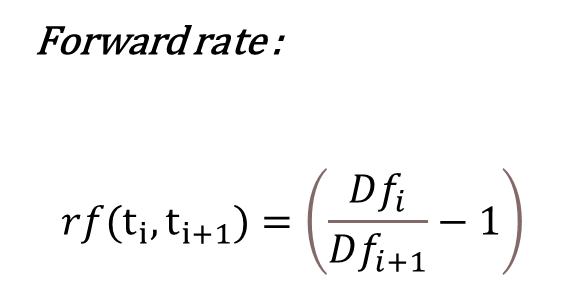 Forward rate :
rf(tᵢ, tᵢ₊₁) = (Dfᵢ / Dfᵢ₊₁ − 1)